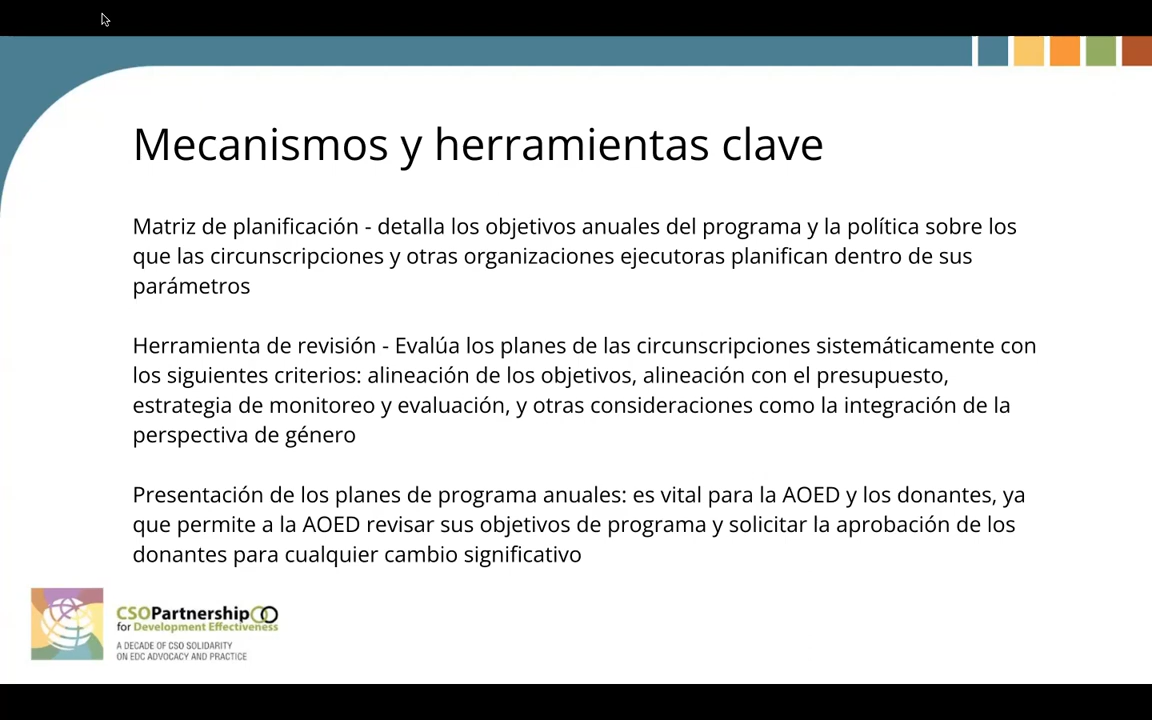 Mecanismos y herramientas clave
Matriz de planificación - detalla los objetivos anuales del programa y la política sobre los
que las circunscripciones y otras organizaciones ejecutoras planifican dentro de sus
parámetros
Herramienta de revisión - Evalúa los planes de las circunscripciones sistemáticamente con
los siguientes criterios: alineación de los objetivos, alineación con el presupuesto,
estrategia de monitoreo y evaluación, y otras consideraciones como la integración de la
perspectiva de género
Presentación de los planes de programa anuales: es vital para la AOED y los donantes, ya
que permite a la AOED revisar sus objetivos de programa y solicitar la aprobación de los
donantes para cualquier cambio significativo
CSOPartnership
for Development Effectiveness
A DECADE OF CSO SOLIDARITY
ON EDC ADVOCACY AND PRACTICE